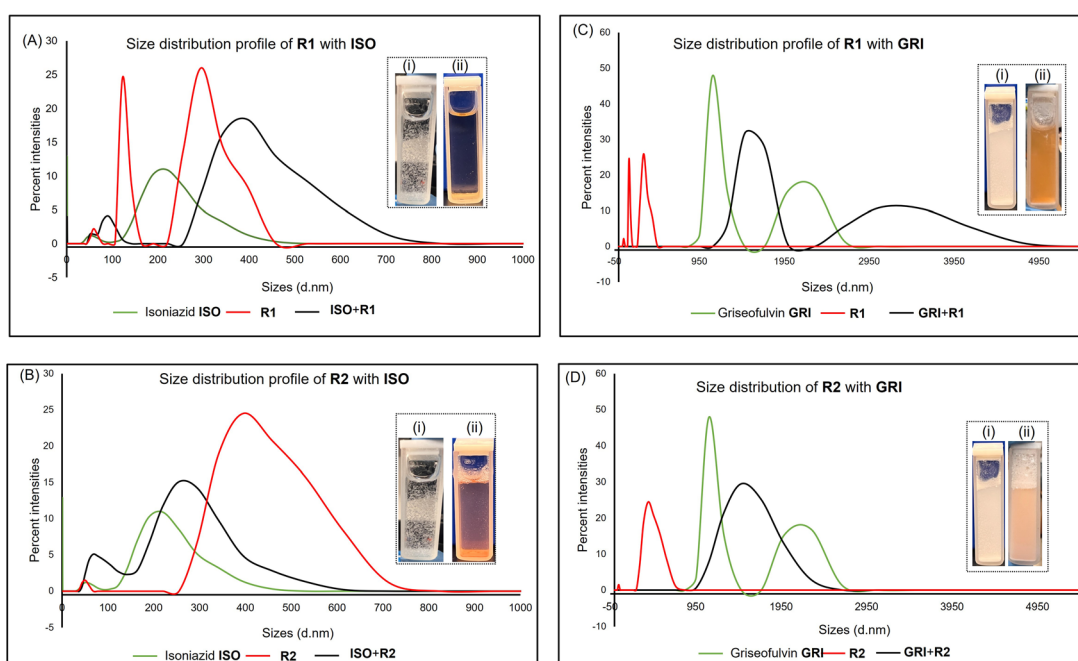 (A)
Size distribution profile of R1 with ISO
(i)
(ii)
Percent intensities
30
25
20
15
10
5
0
-5
0
100
200
300
400
500
600
700
800
900
1000
Sizes (d.nm)
Isoniazid ISO
R1
ISO+R1
(C)
Size distribution profile of R1 with GRI
(i)
(ii)
Percent intensities
60
50
40
30
20
10
0
-10
-50
950
1950
2950
3950
4950
Sizes (d.nm)
Griseofulvin GRI
R1
GRI+R1
(B)
Size distribution profile of R2 with ISO
(i)
(ii)
Percent intensities
30
25
20
15
10
5
0
-5
0
100
200
300
400
500
600
700
800
900
1000
Sizes (d.nm)
Isoniazid ISO
R2
ISO+R2
(D)
Size distribution of R2 with GRI
(i)
(ii)
Percent intensities
60
50
40
30
20
10
0
-10
-50
950
1950
2950
3950
4950
Sizes (d.nm)
Griseofulvin GRI
R2
GRI+R2